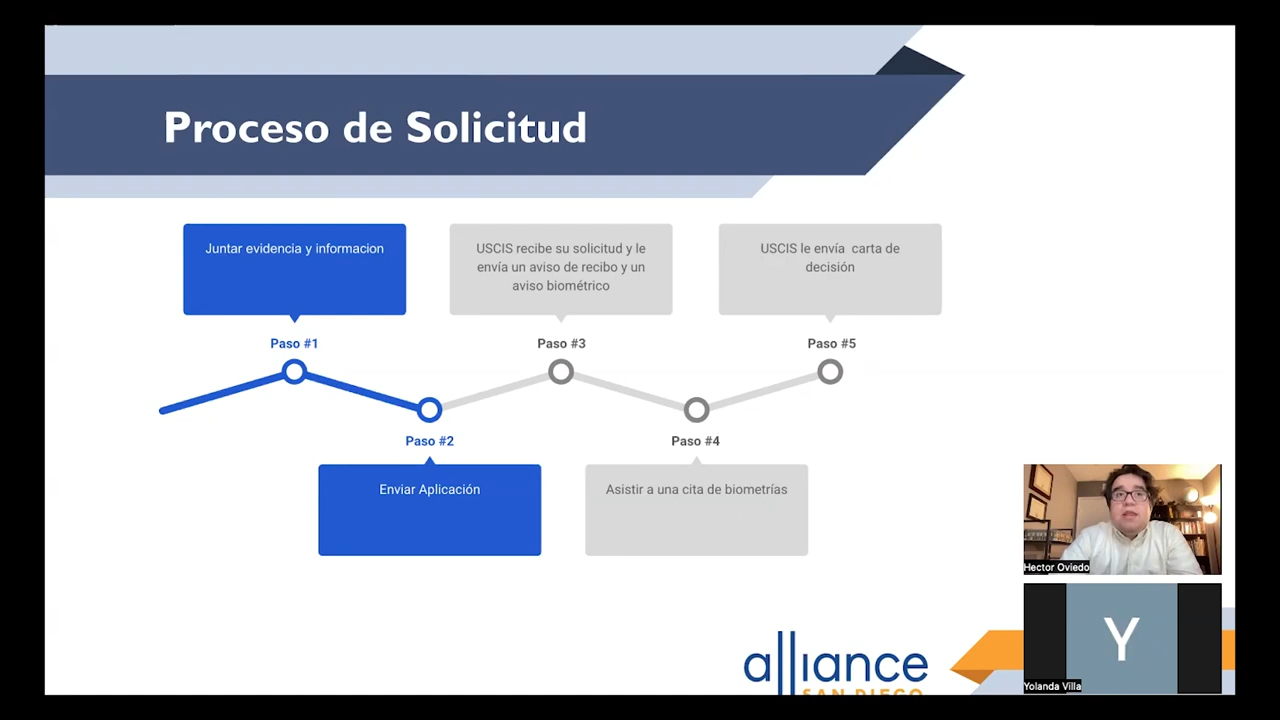 Proceso de Solicitud
Juntar evidencia y informacion
USCIS recibe su solicitud y le
envía un aviso de recibo y un
aviso biométrico
USCIS le envía carta de
decisión
Paso #1
Paso #3
Paso #5
Paso #2
Paso #4
Enviar Aplicación
Asistir a una cita de biometrías
Hector Oviedo
Y
Yolanda Villa
alliance
SAN DIEGO